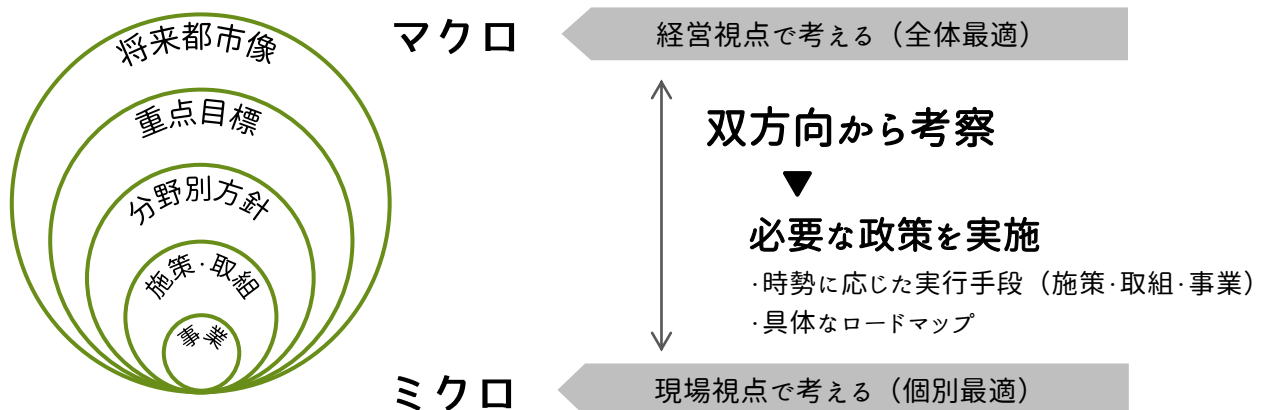 将来都市像
重点目標
分野別方針
施策·取組
事業
マクロ
経営視点で考える（全体最適）
双方向から考察
▼
必要な政策を実施
·時勢に応じた実行手段（施策·取組·事業）
·具体なロードマップ
ミクロ
現場視点で考える（個別最適）